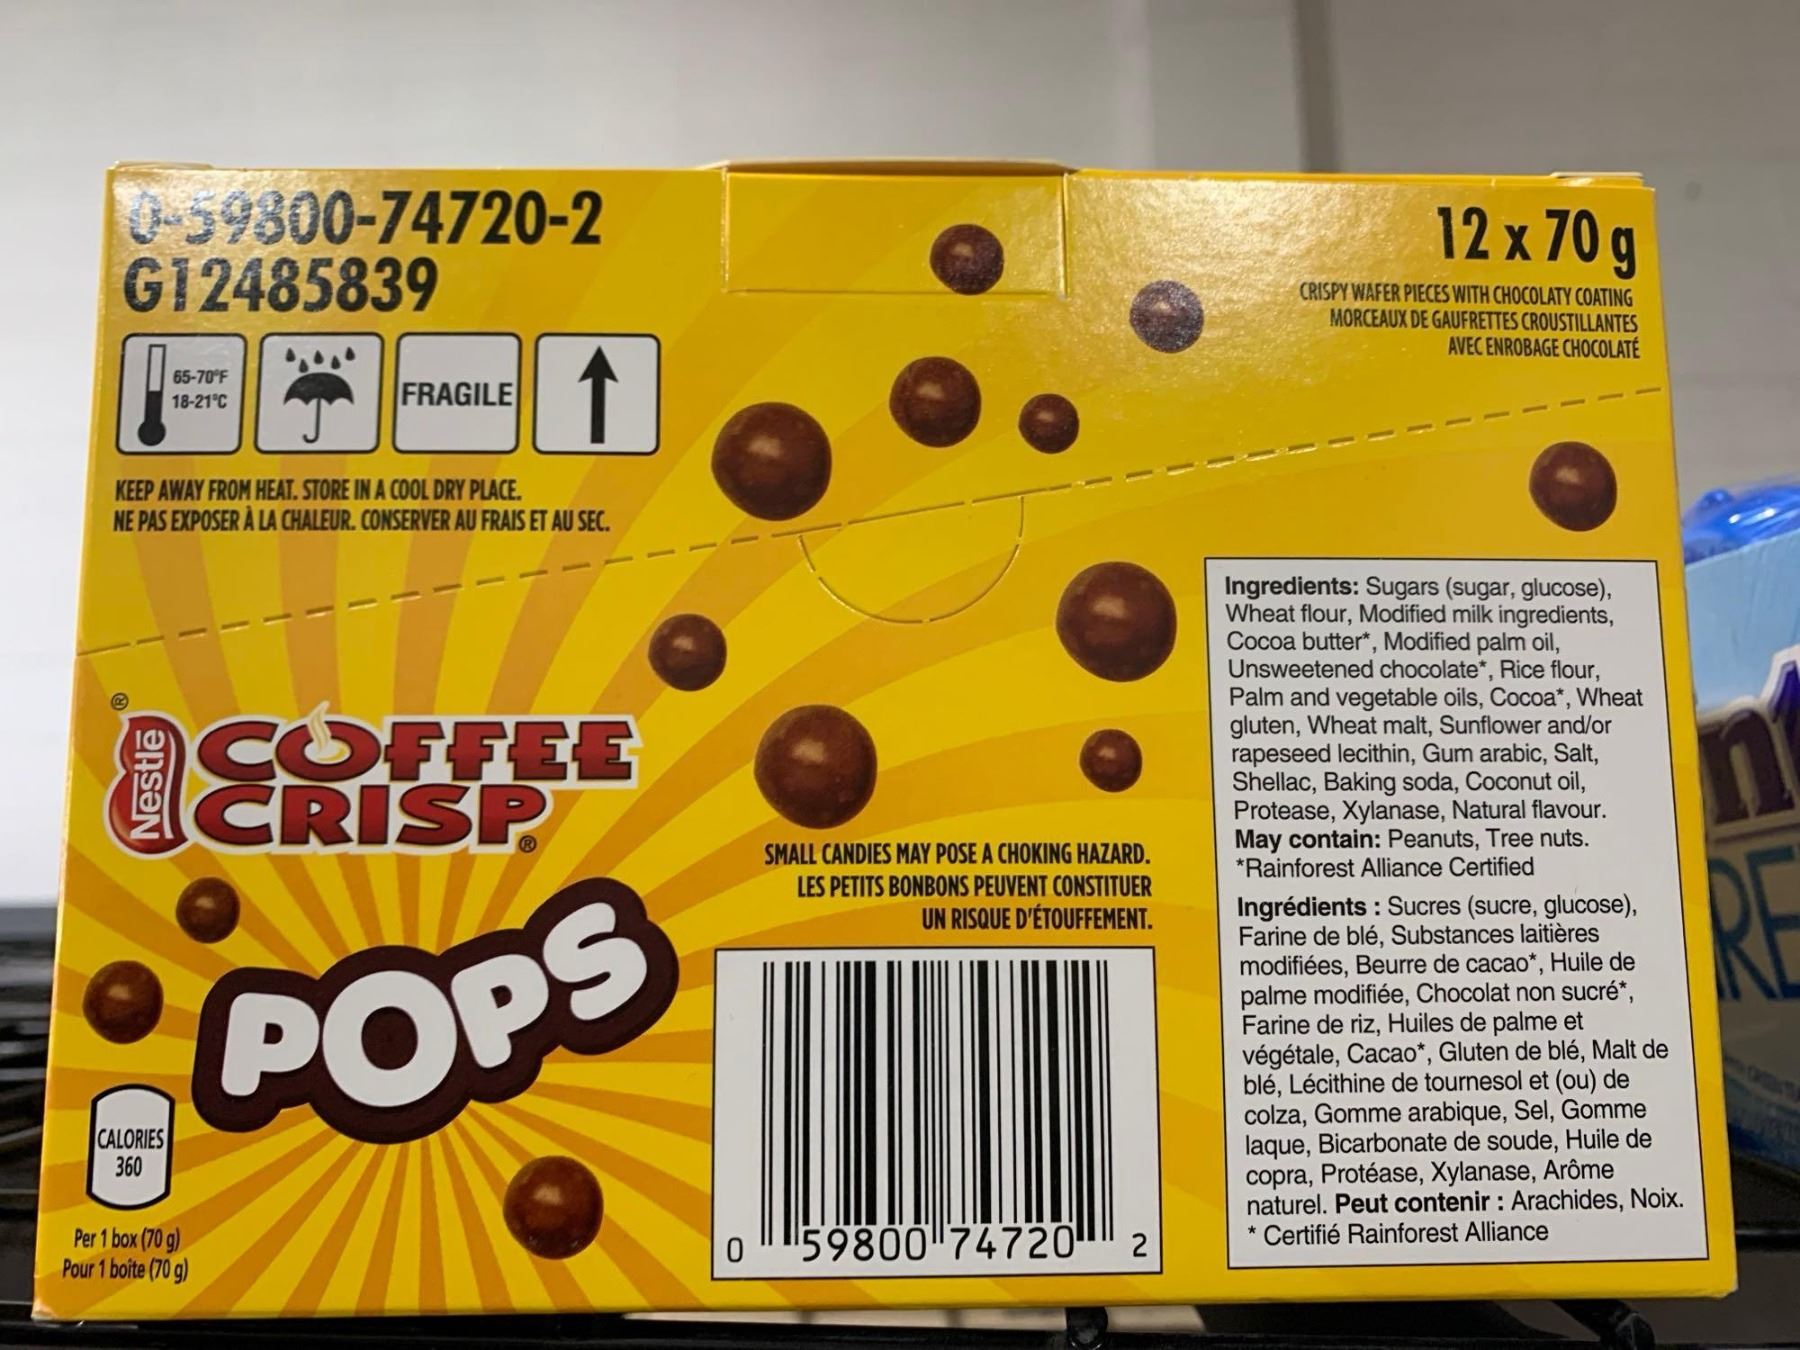 0-59800-74720-2
G12485839
12 x 70 g
CRISPY WAFER PIECES WITH CHOCOLATY COATING
MORCEAUX DE GAUFRETTES CROUSTILLANTES
AVEC ENROBAGE CHOCOLATÉ
65-70°F
18-21°C
FRAGILE
KEEP AWAY FROM HEAT. STORE IN A COOL DRY PLACE.
NE PAS EXPOSER À LA CHALEUR. CONSERVER AU FRAIS ET AU SEC.
Nestlē®
COFFEE
CRISP®
POPS
CALORIES
360
Per 1 box (70 g)
Pour 1 boîte (70 g)
SMALL CANDIES MAY POSE A CHOKING HAZARD.
LES PETITS BONBONS PEUVENT CONSTITUER
UN RISQUE D'ÉTOUFFEMENT.
0 59800 74720 2
Ingredients: Sugars (sugar, glucose),
Wheat flour, Modified milk ingredients,
Cocoa butter*, Modified palm oil,
Unsweetened chocolate*, Rice flour,
Palm and vegetable oils, Cocoa*, Wheat
gluten, Wheat malt, Sunflower and/or
rapeseed lecithin, Gum arabic, Salt,
Shellac, Baking soda, Coconut oil,
Protease, Xylanase, Natural flavour.
May contain: Peanuts, Tree nuts.
*Rainforest Alliance Certified
Ingrédients : Sucres (sucre, glucose),
Farine de blé, Substances laitières
modifiées, Beurre de cacao*, Huile de
palme modifiée, Chocolat non sucré*,
Farine de riz, Huiles de palme et
végétale, Cacao*, Gluten de blé, Malt de
blé, Lécithine de tournesol et (ou) de
colza, Gomme arabique, Sel, Gomme
laque, Bicarbonate de soude, Huile de
copra, Protéase, Xylanase, Arôme
naturel. Peut contenir : Arachides, Noix.
* Certifié Rainforest Alliance